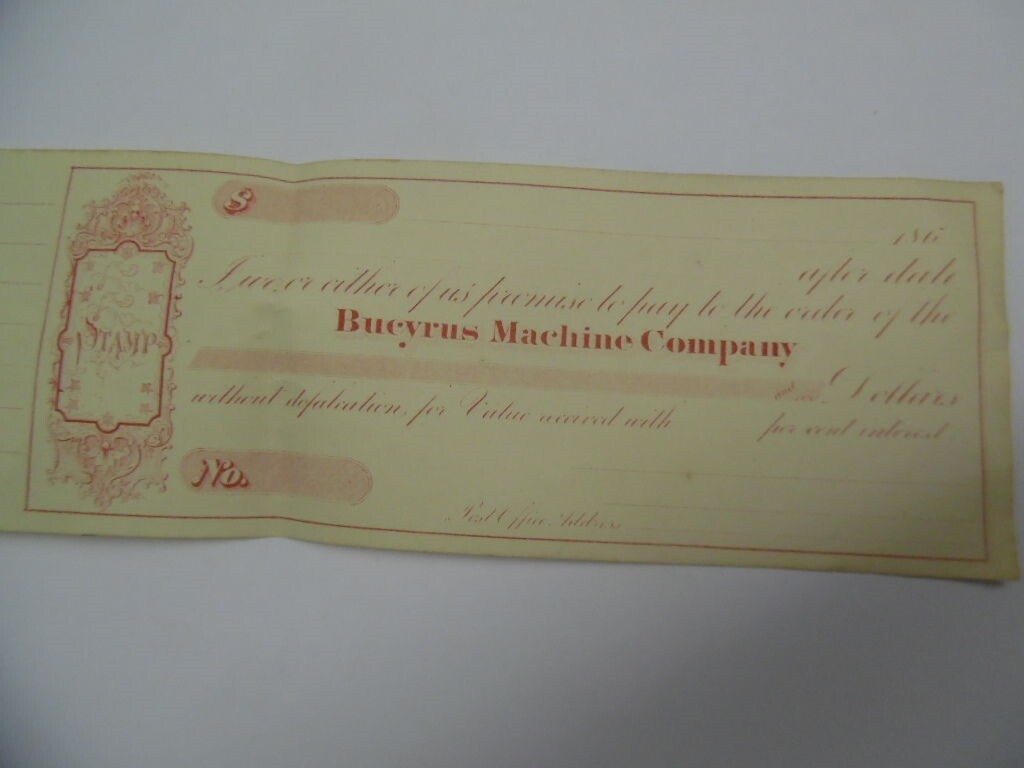 $
186
after date
I, we, or either of us promise to pay to the order of the
Bucyrus Machine Company
Dollars
without defalcation, for Value received with per cent interest
STAMP
No.
Post Office Address